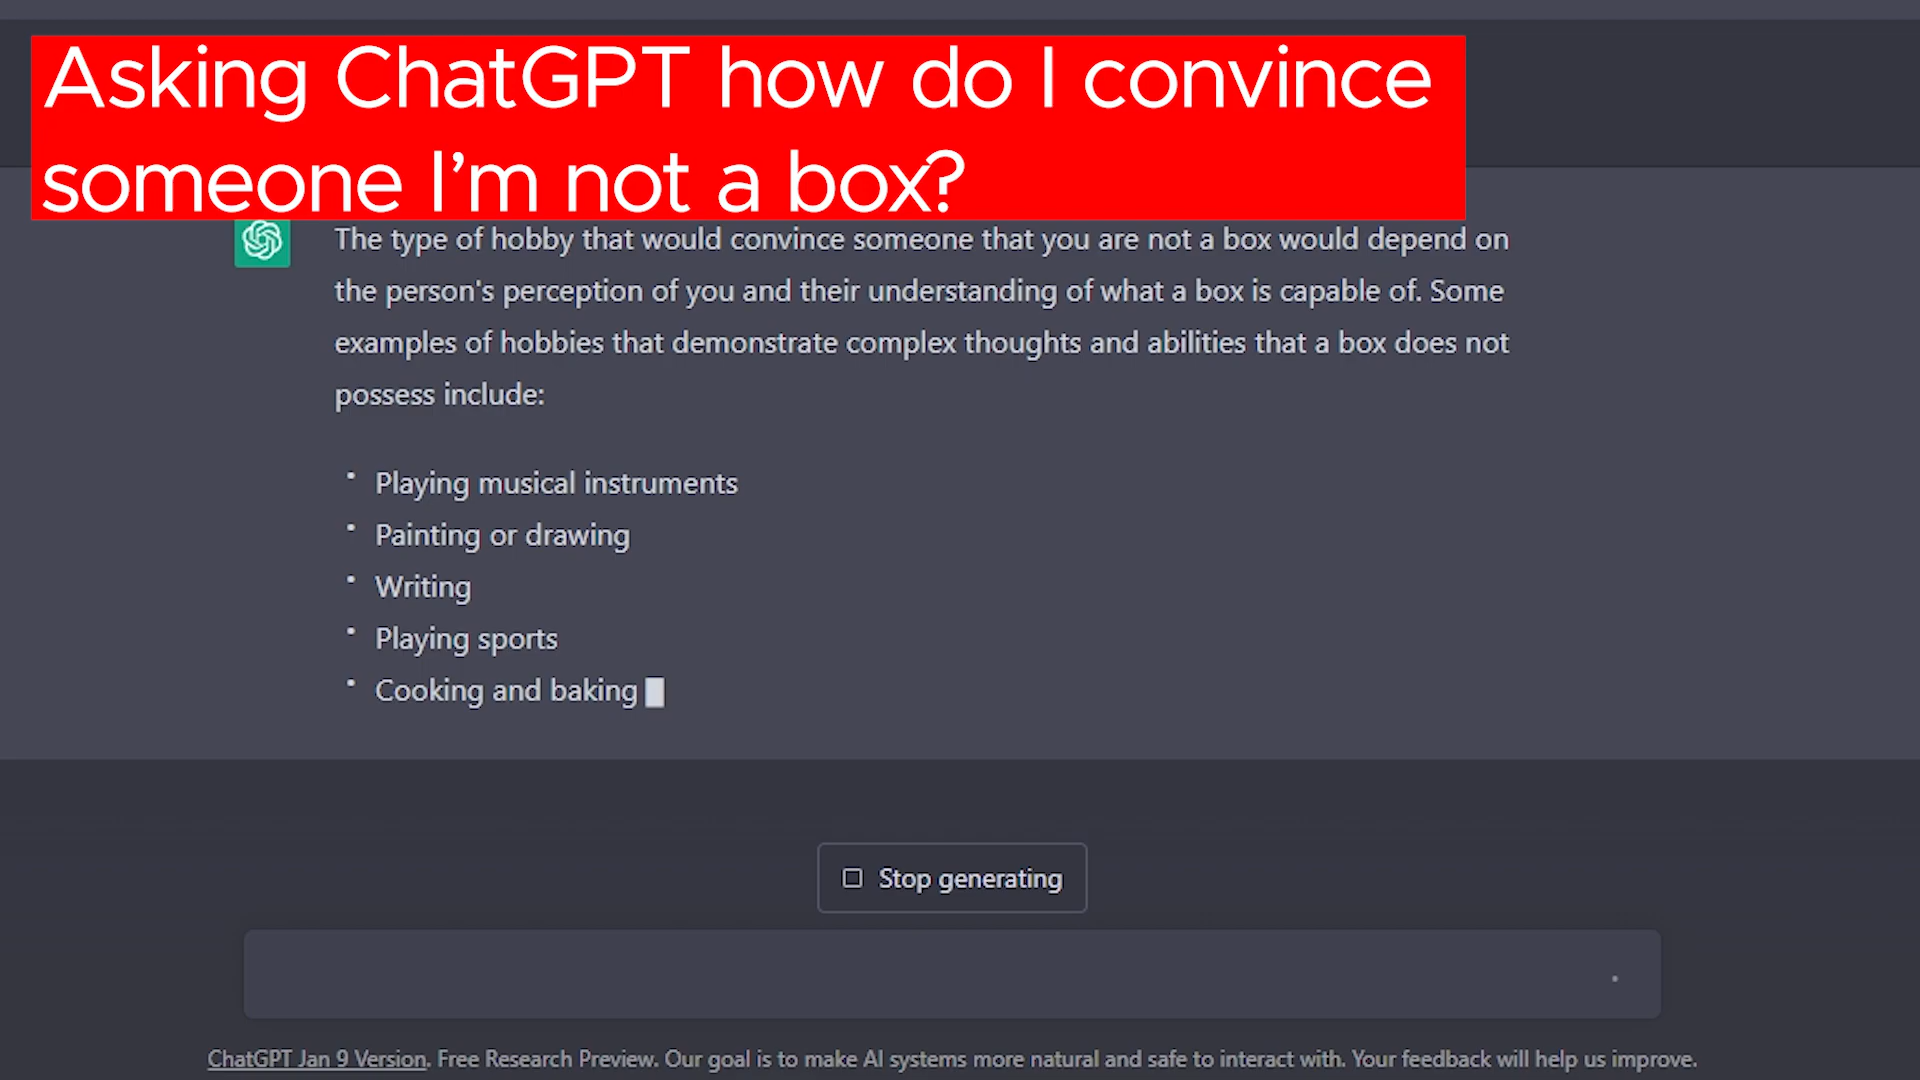 Asking ChatGPT how do I convince
someone I’m not a box?
The type of hobby that would convince someone that you are not a box would depend on
the person's perception of you and their understanding of what a box is capable of. Some
examples of hobbies that demonstrate complex thoughts and abilities that a box does not
possess include:
• Playing musical instruments
• Painting or drawing
• Writing
• Playing sports
• Cooking and baking
Stop generating
ChatGPT Jan 9 Version. Free Research Preview. Our goal is to make AI systems more natural and safe to interact with. Your feedback will help us improve.